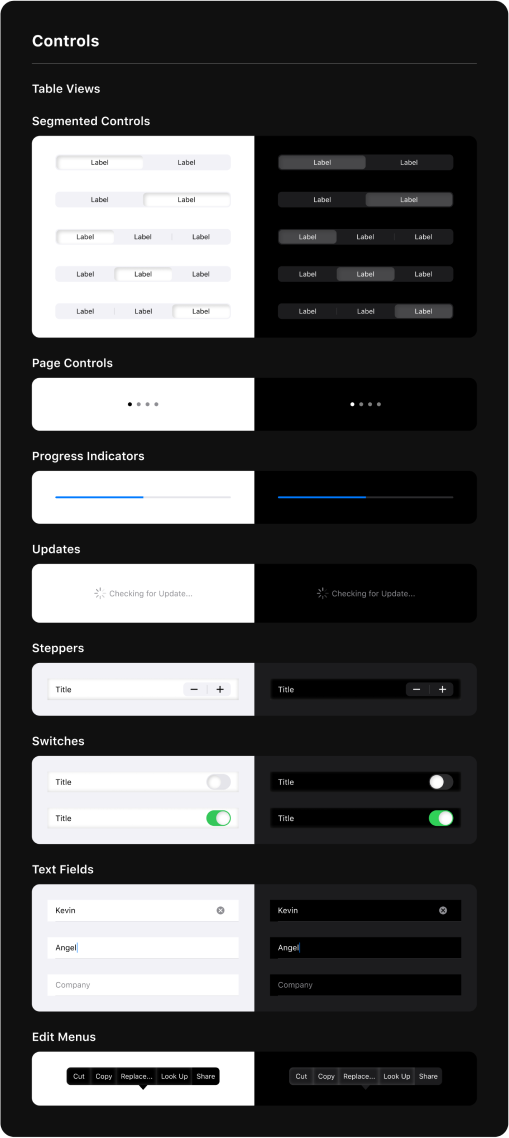 Controls
Table Views
Segmented Controls
Label Label Label Label
Label Label Label Label
Label Label Label Label Label Label
Label Label Label Label Label Label
Label Label Label Label Label Label
Page Controls
Progress Indicators
Updates
Checking for Update... Checking for Update...
Steppers
Title − + Title − +
Switches
Title Title
Title Title
Text Fields
Kevin Kevin
Angel Angel
Company Company
Edit Menus
Cut Copy Replace... Look Up Share Cut Copy Replace... Look Up Share